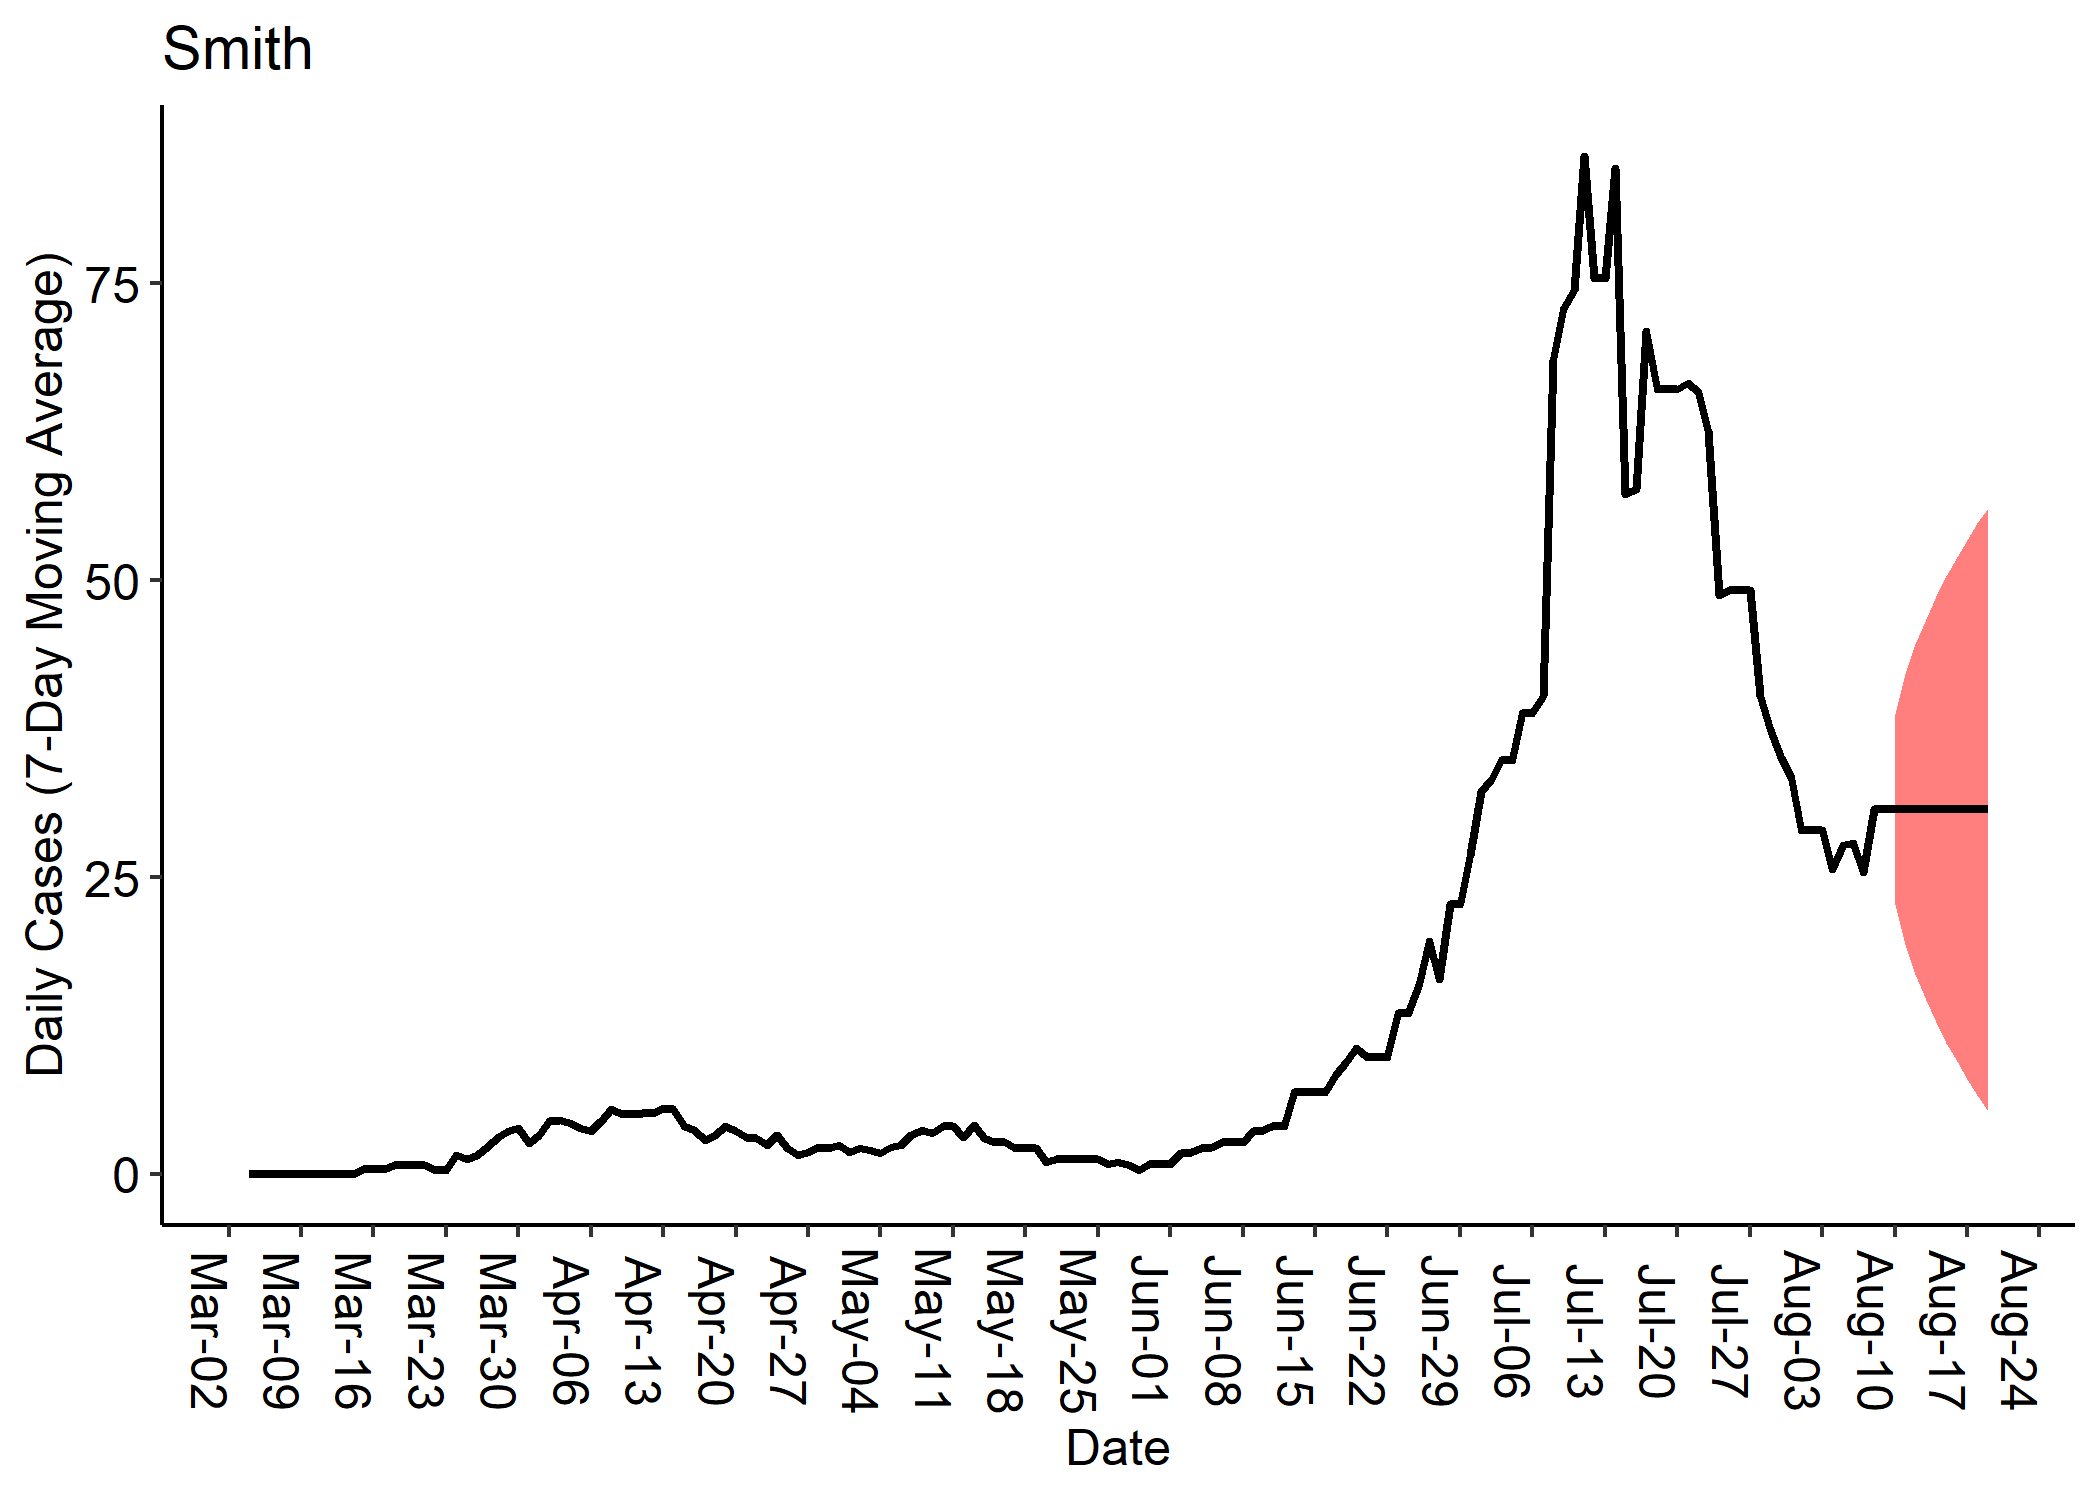 Smith
Daily Cases (7-Day Moving Average)
75
50
25
0
Mar-02
Mar-09
Mar-16
Mar-23
Mar-30
Apr-06
Apr-13
Apr-20
Apr-27
May-04
May-11
May-18
May-25
Jun-01
Jun-08
Jun-15
Jun-22
Jun-29
Jul-06
Jul-13
Jul-20
Jul-27
Aug-03
Aug-10
Aug-17
Aug-24
Date